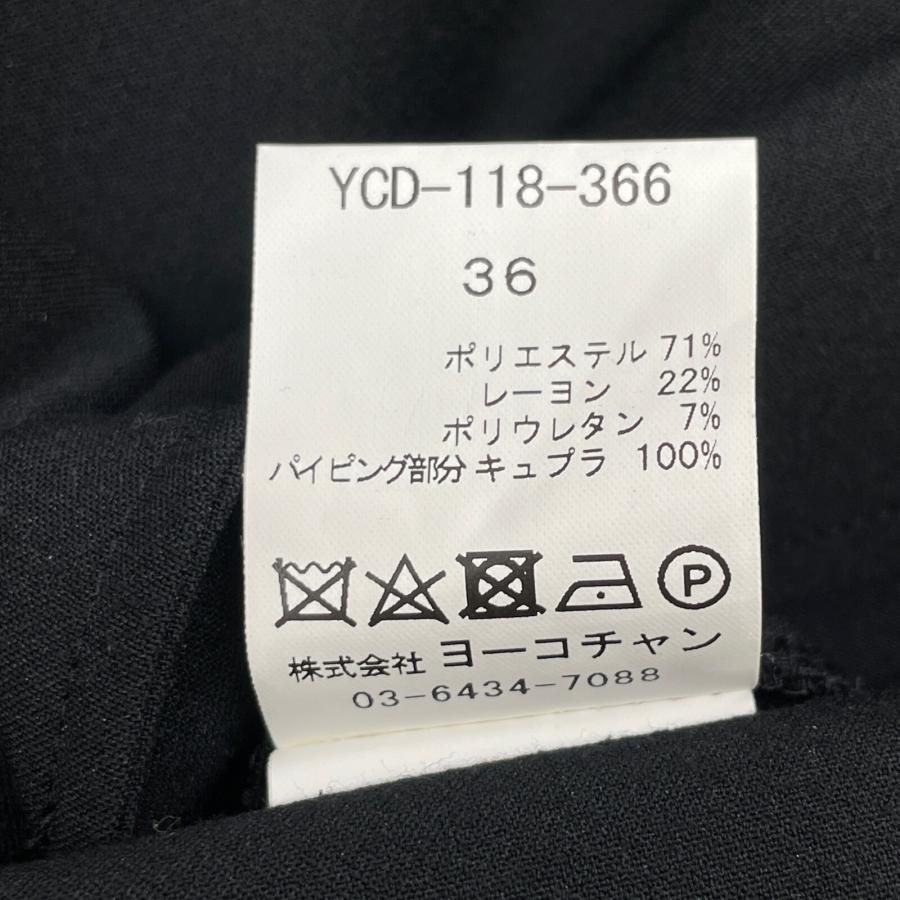 YCD-118-366
36
ポリエステル 71%
レーヨン 22%
ポリウレタン 7%
パイピング部分 キュプラ 100%
P
株式会社 ヨーコチャン
03-6434-7088